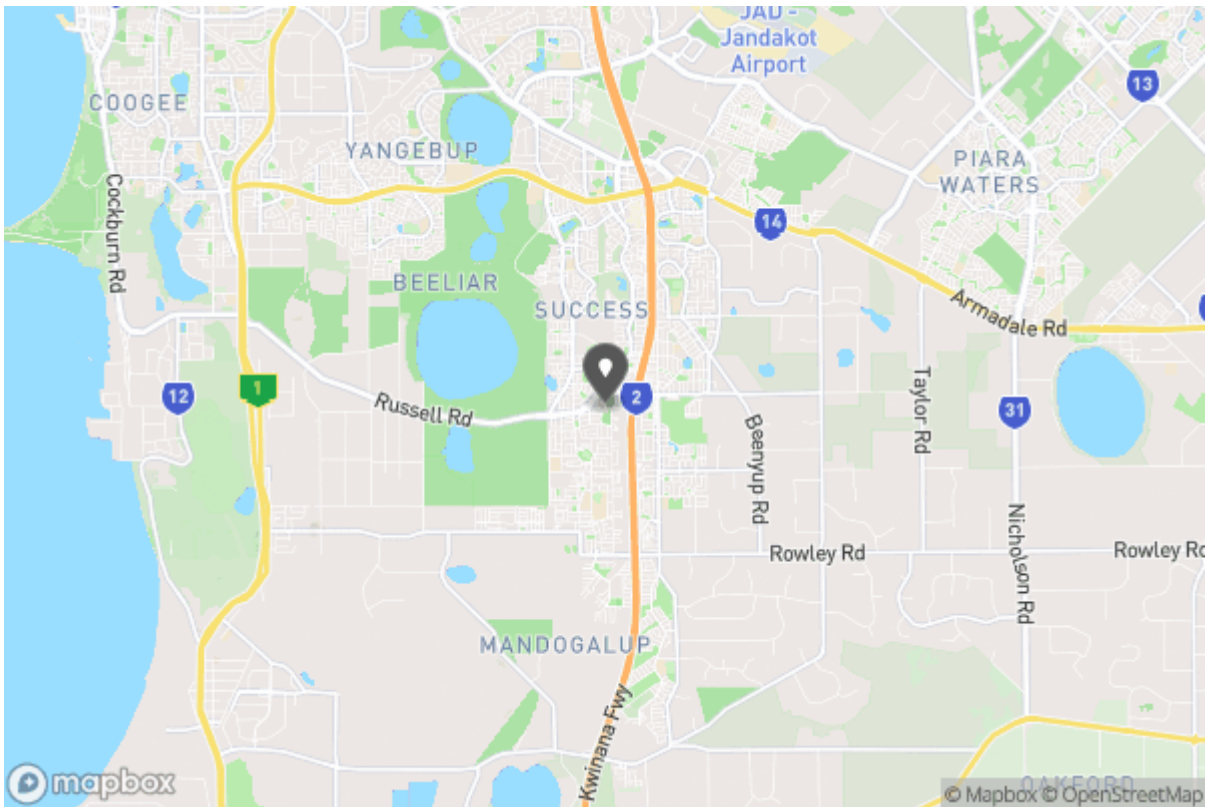 JAD -
Jandakot
Airport
13
COOGEE
YANGEBUP
PIARA
WATERS
Cockburn Rd
14
BEELIAR
SUCCESS
Armadale Rd
12
1
2
Russell Rd
Taylor Rd
31
Beenyup Rd
Nicholson Rd
Rowley Rd
Rowley Rd
MANDOGALUP
Kwinana Fwy
OAKFORD
mapbox
© Mapbox © OpenStreetMap